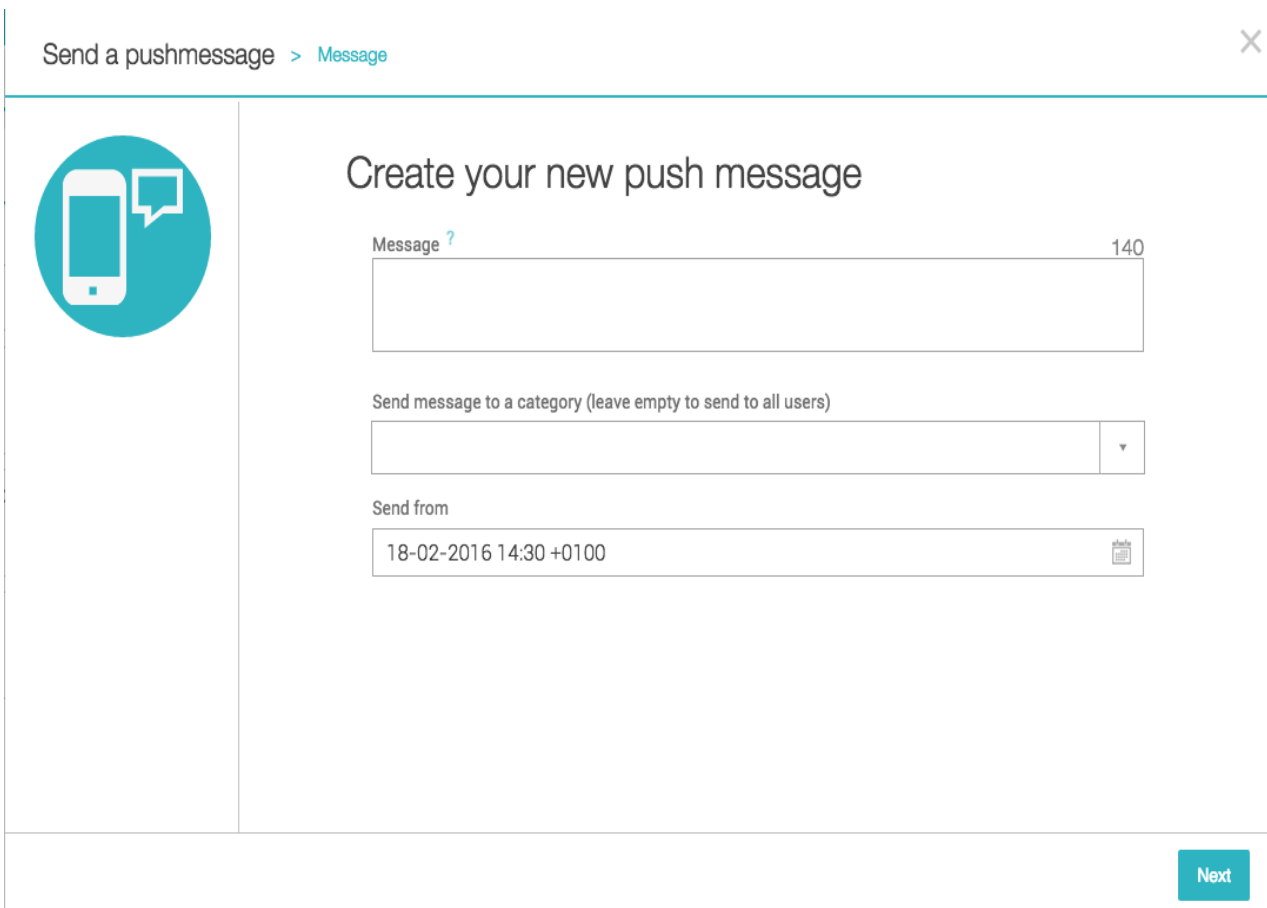 Send a pushmessage > Message
Create your new push message
Message ? 140
Send message to a category (leave empty to send to all users)
Send from
18-02-2016 14:30 +0100
Next